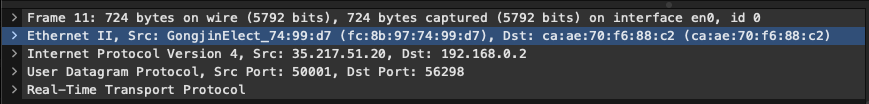 > Frame 11: 724 bytes on wire (5792 bits), 724 bytes captured (5792 bits) on interface en0, id 0
> Ethernet II, Src: GongjinElect_74:99:d7 (fc:8b:97:74:99:d7), Dst: ca:ae:70:f6:88:c2 (ca:ae:70:f6:88:c2)
> Internet Protocol Version 4, Src: 35.217.51.20, Dst: 192.168.0.2
> User Datagram Protocol, Src Port: 50001, Dst Port: 56298
> Real-Time Transport Protocol